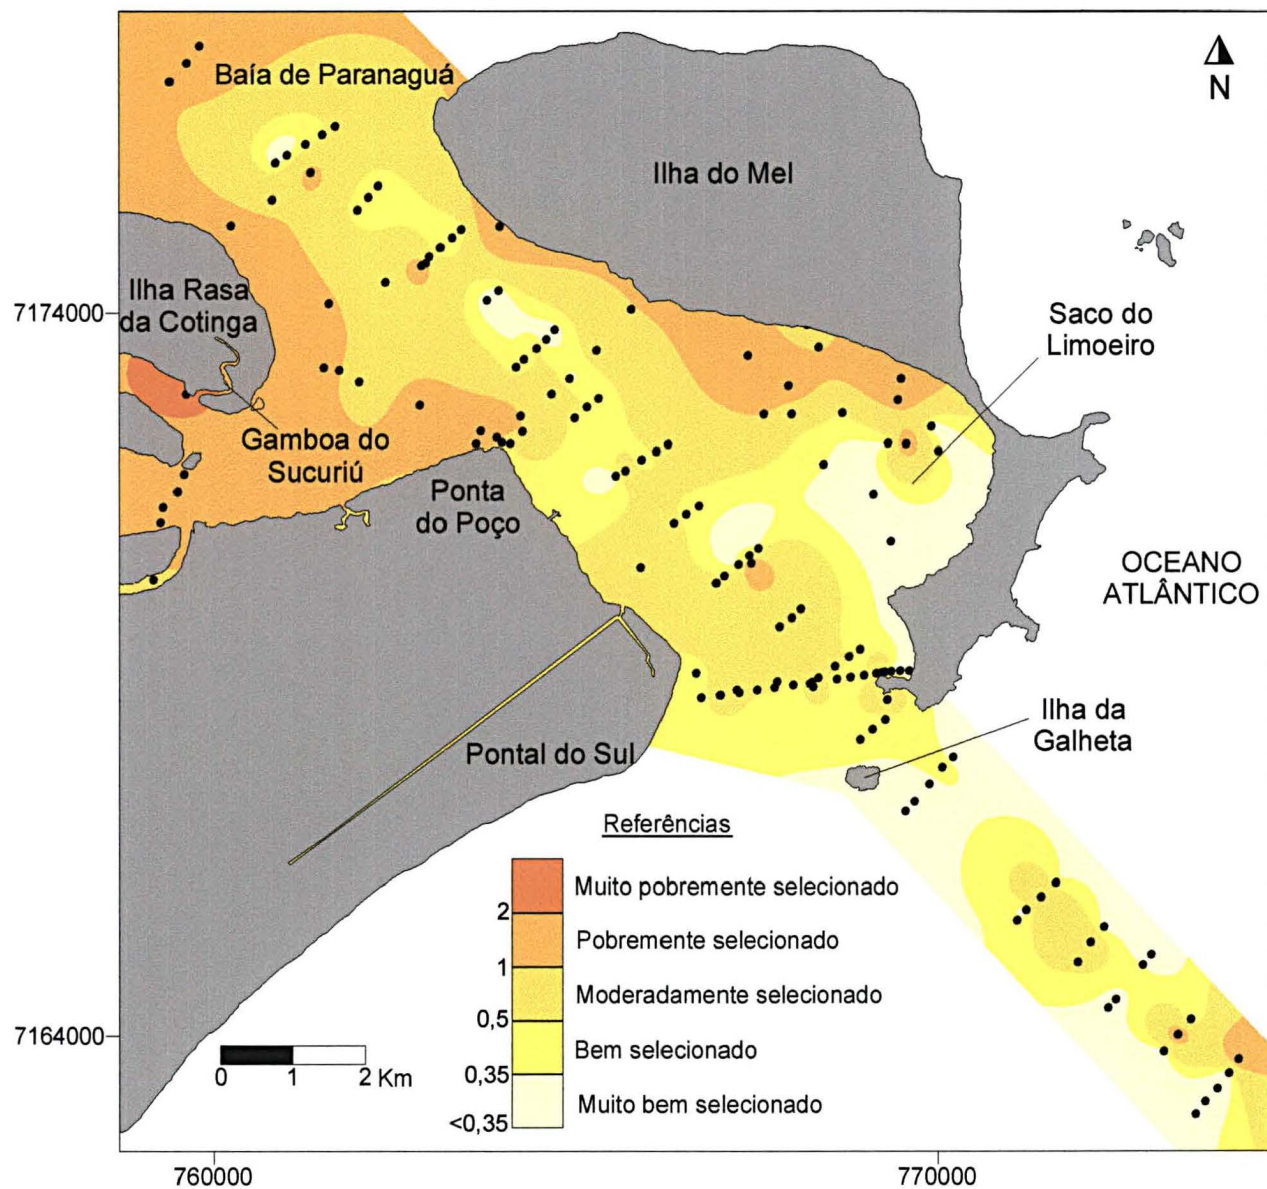 Baía de Paranaguá
N
Ilha do Mel
7174000
Ilha Rasa
da Cotinga
Saco do
Limoeiro
Gamboa do
Sucuriú
Ponta
do Poço
OCEANO
ATLÂNTICO
Ilha da
Galheta
Pontal do Sul
Referências
Muito pobremente selecionado
2
Pobremente selecionado
1
Moderadamente selecionado
0,5
Bem selecionado
0,35
Muito bem selecionado
<0,35
7164000
0 1 2 Km
760000
770000